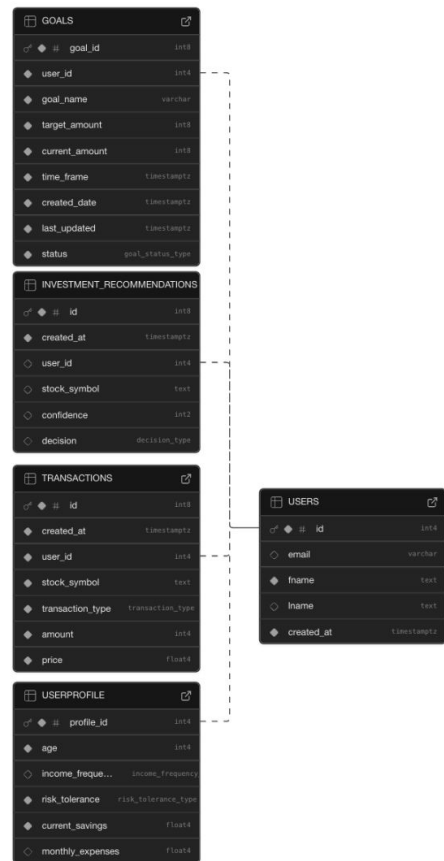 GOALS
# goal_id int8
user_id int4
goal_name varchar
target_amount int8
current_amount int8
time_frame timestamptz
created_date timestamptz
last_updated timestamptz
status goal_status_type
INVESTMENT_RECOMMENDATIONS
# id int8
created_at timestamptz
user_id int4
stock_symbol text
confidence int2
decision decision_type
TRANSACTIONS
# id int8
created_at timestamptz
user_id int4
stock_symbol text
transaction_type transaction_type
amount int4
price float4
USERS
# id int4
email varchar
fname text
lname text
created_at timestamptz
USERPROFILE
# profile_id int4
age int4
income_freque... income_frequency
risk_tolerance risk_tolerance_type
current_savings float4
monthly_expenses float4